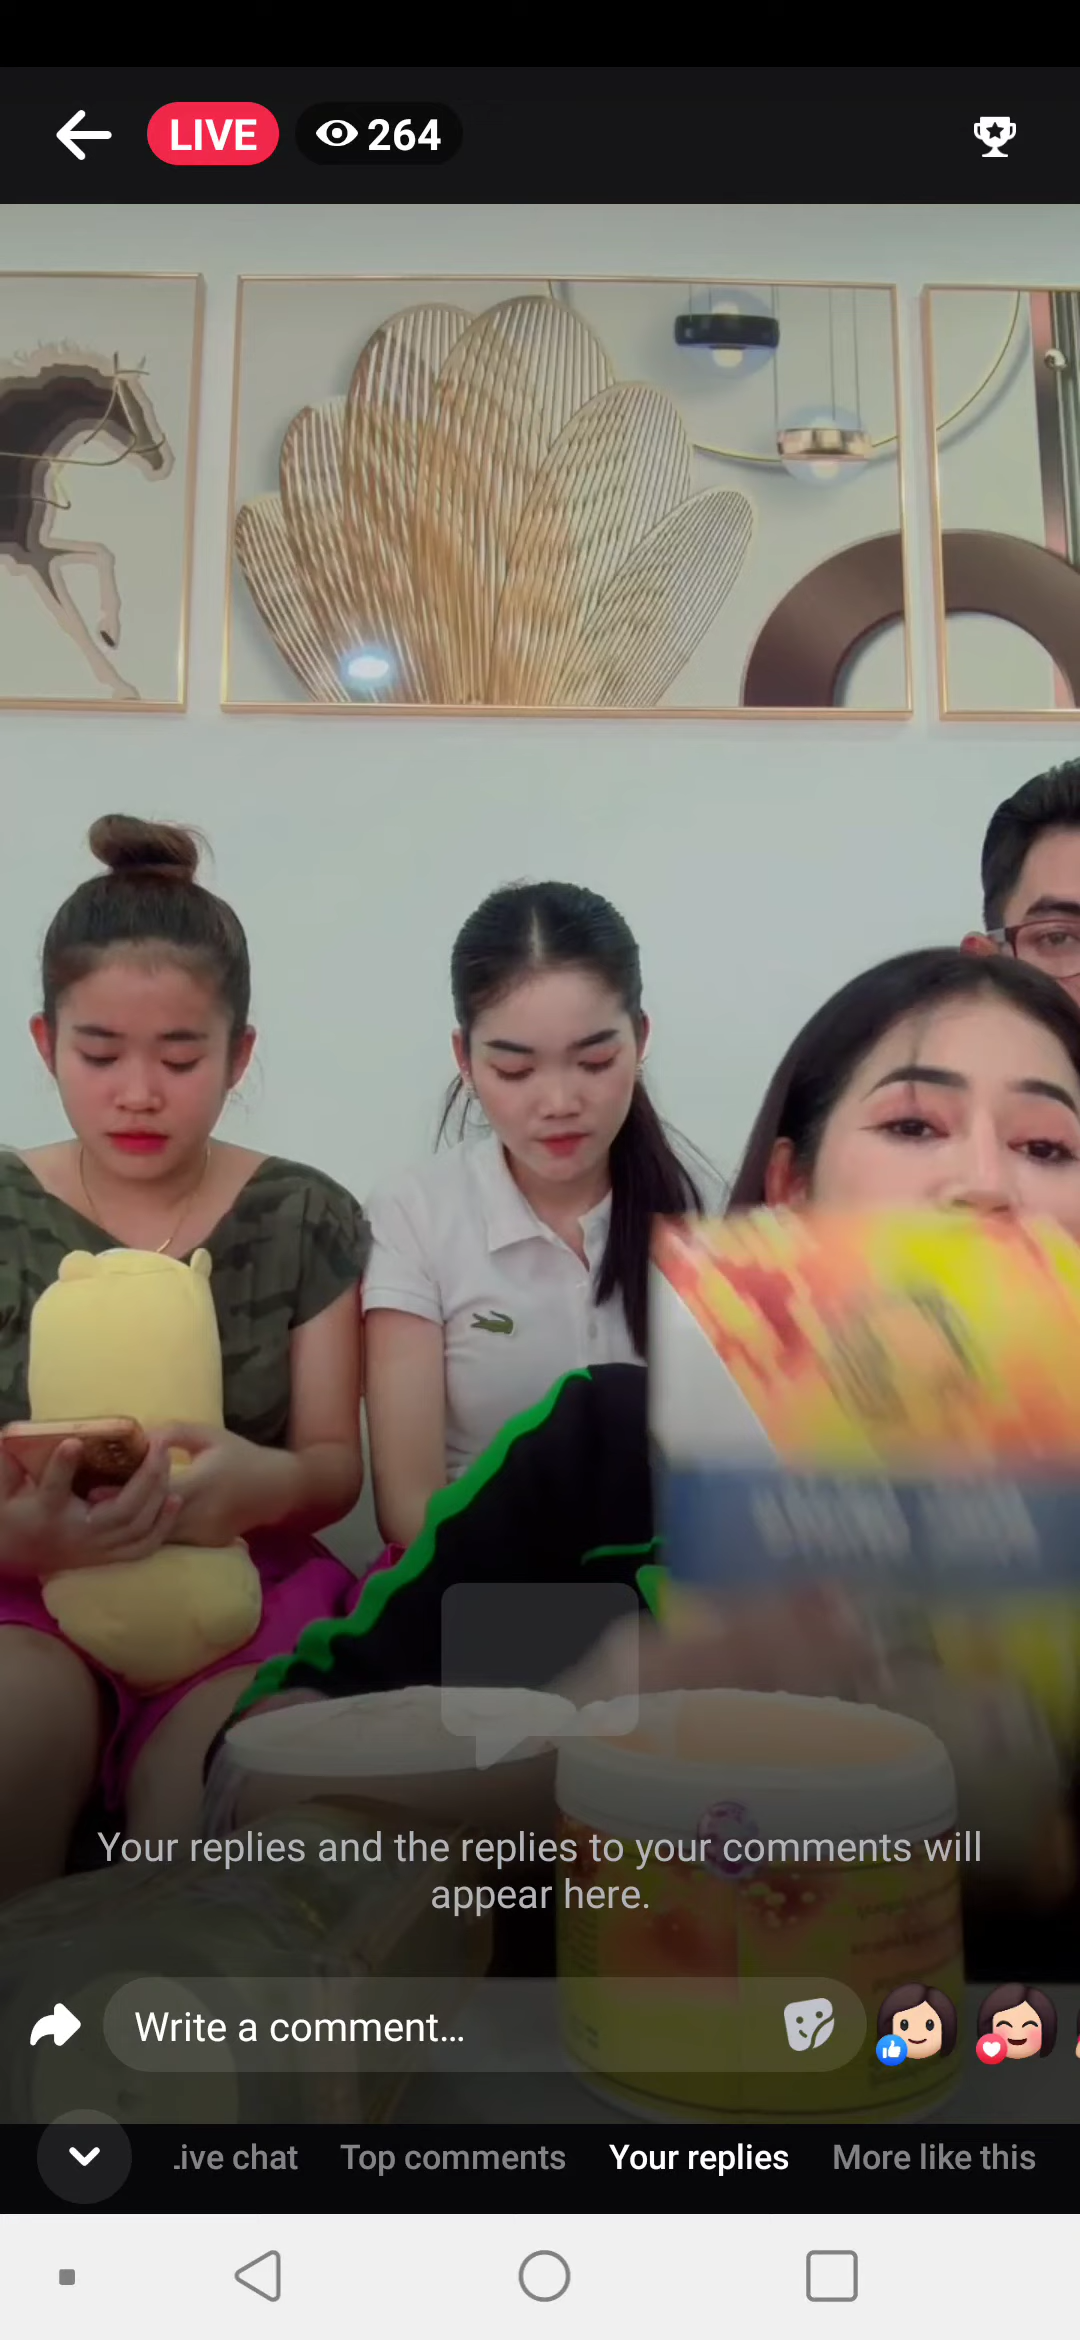 LIVE
264
Your replies and the replies to your comments will
appear here.
Write a comment...
ive chat
Top comments
Your replies
More like this